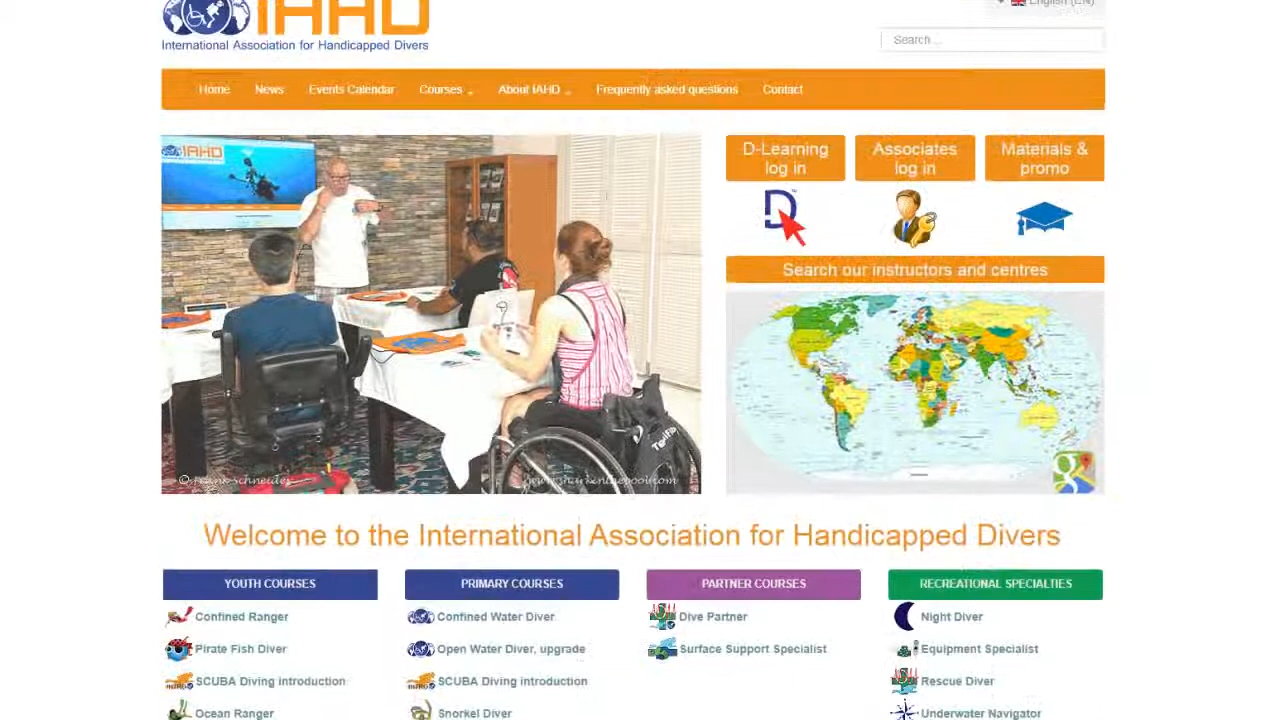 IAHD
English (EN)
International Association for Handicapped Divers
Search ...
Home News Events Calendar Courses About IAHD Frequently asked questions Contact
IAHD
D-Learning
log in
Associates
log in
Materials &
promo
D
Search our instructors and centres
© Frank Schneider
Welcome to the International Association for Handicapped Divers
YOUTH COURSES
Confined Ranger
Pirate Fish Diver
SCUBA Diving introduction
Ocean Ranger
PRIMARY COURSES
Confined Water Diver
Open Water Diver, upgrade
SCUBA Diving introduction
Snorkel Diver
PARTNER COURSES
Dive Partner
Surface Support Specialist
RECREATIONAL SPECIALTIES
Night Diver
Equipment Specialist
Rescue Diver
Underwater Navigator